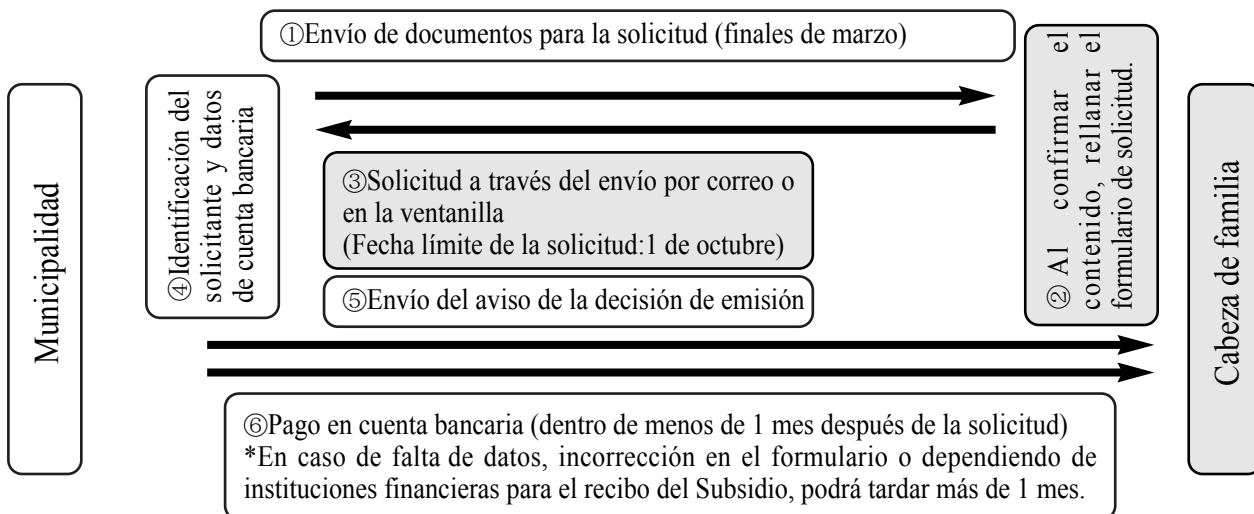 ①Envío de documentos para la solicitud (finales de marzo)
Municipalidad
④Identificación del
solicitante y datos
de cuenta bancaria
② Al confirmar el
contenido, rellanar el
formulario de solicitud.
Cabeza de familia
③Solicitud a través del envío por correo o
en la ventanilla
(Fecha límite de la solicitud:1 de octubre)
⑤Envío del aviso de la decisión de emisión
⑥Pago en cuenta bancaria (dentro de menos de 1 mes después de la solicitud)
*En caso de falta de datos, incorrección en el formulario o dependiendo de
instituciones financieras para el recibo del Subsidio, podrá tardar más de 1 mes.